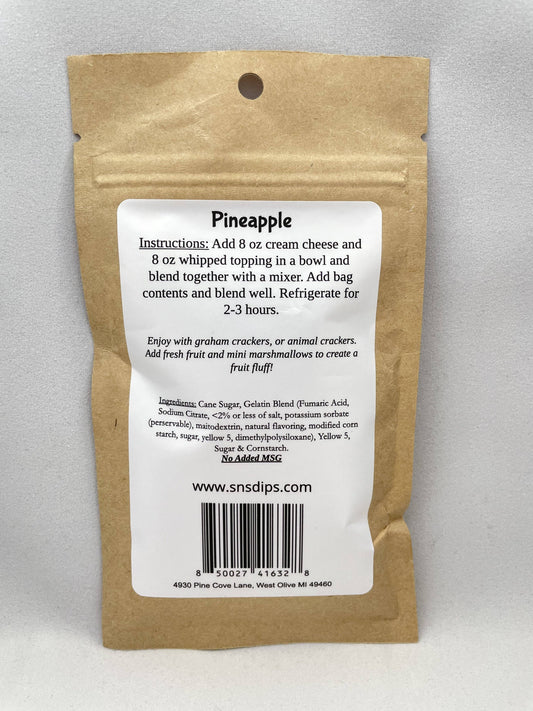 Pineapple
Instructions: Add 8 oz cream cheese and
8 oz whipped topping in a bowl and
blend together with a mixer. Add bag
contents and blend well. Refrigerate for
2-3 hours.
Enjoy with graham crackers, or animal crackers.
Add fresh fruit and mini marshmallows to create a
fruit fluff!
Ingredients: Cane Sugar, Gelatin Blend (Fumaric Acid,
Sodium Citrate, <2% or less of salt, potassium sorbate
(perservable), maitodextrin, natural flavoring, modified corn
starch, sugar, yellow 5, dimethylpolysiloxane), Yellow 5,
Sugar & Cornstarch.
No Added MSG
www.snsdips.com
8 50027 41632 8
4930 Pine Cove Lane, West Olive MI 49460